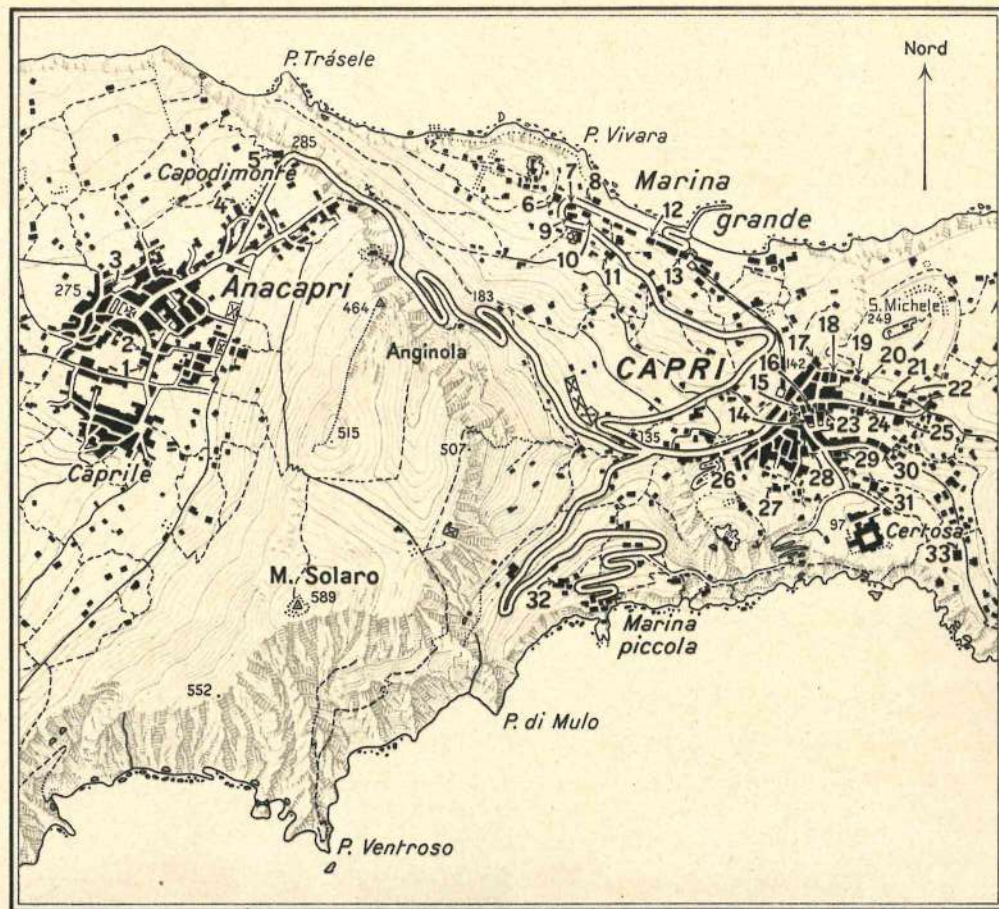 Nord
P. Trásele
P. Vivara
285
5
Capodimonte
7
8
Marina
6
12
grande
4
9
10
11
13
3
275
Anacapri
464
183
S. Michele
249
Anginola
CAPRI
17
18
19
20
21
16
142
22
2
15
1
14
23
24
25
515
135
507
Caprile
26
28
29
30
27
31
97
Certosa
33
M. Solaro
589
32
Marina
piccola
552
P. di Mulo
P. Ventroso